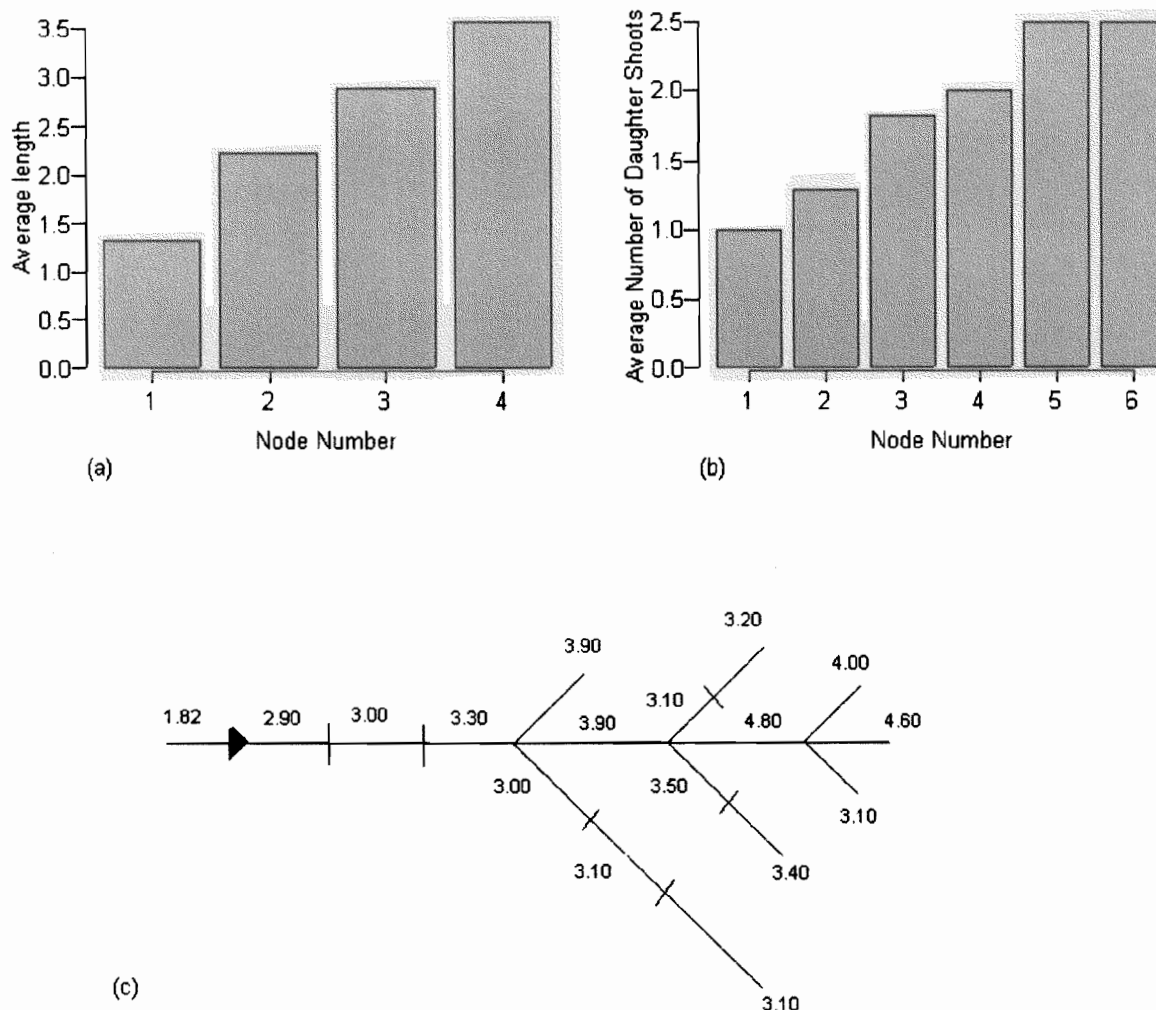 Average length
3.5
3.0
2.5
2.0
1.5
1.0
0.5
0.0
1 2 3 4
Node Number
(a)
Average Number of Daughter Shoots
2.5
2.0
1.5
1.0
0.5
0.0
1 2 3 4 5 6
Node Number
(b)
3.20
3.90 4.00
1.82 2.90 3.00 3.30 3.90 3.10 4.80 4.60
3.00 3.50
3.10
3.10 3.40
(c)
3.10